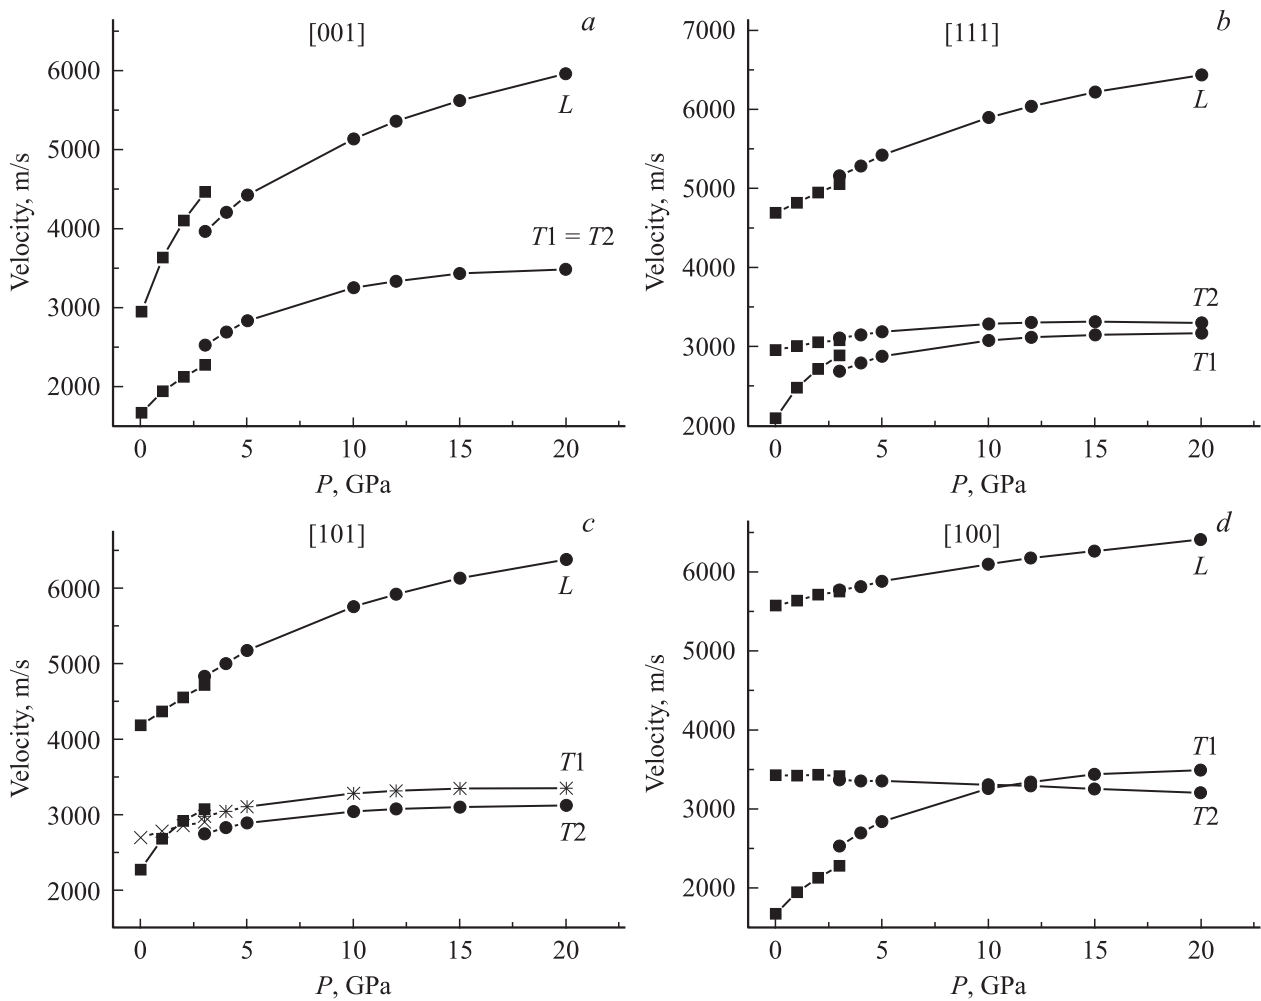 [001]
a
6000
5000
4000
3000
2000
Velocity, m/s
L
T1 = T2
0 5 10 15 20
P, GPa
[111]
b
7000
6000
5000
4000
3000
2000
Velocity, m/s
L
T2
T1
0 5 10 15 20
P, GPa
[101]
c
6000
5000
4000
3000
2000
Velocity, m/s
L
T1
T2
0 5 10 15 20
P, GPa
[100]
d
6000
5000
4000
3000
2000
Velocity, m/s
L
T1
T2
0 5 10 15 20
P, GPa